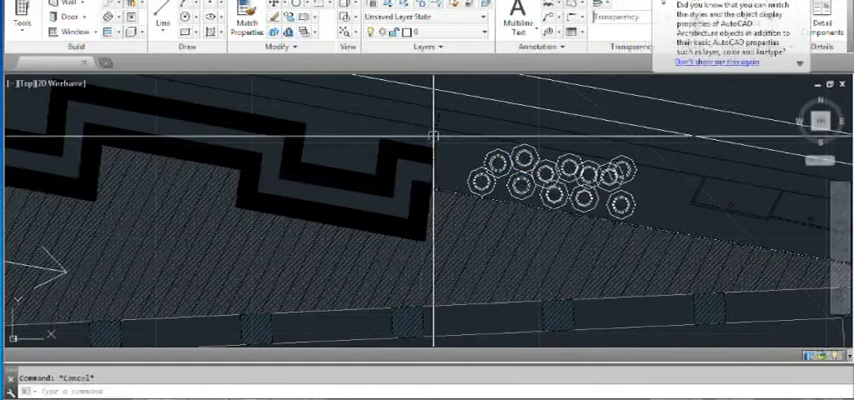 Tools
Wall
Door
Window
Build
Line
Draw
Match
Properties
Modify
View
Unsaved Layer State
0
Layers
A
Multiline
Text
Annotation
Transparency
Transparency
Did you know that you can match
the styles and the object display
properties of AutoCAD
Architecture objects in addition to
their basic AutoCAD properties
such as layer, color and linetype?
Don't show me this again
Detail
Components
Details
[-][Top][2D Wireframe]
N
W
E
S
Y
X
Command: *Cancel*
Type a command